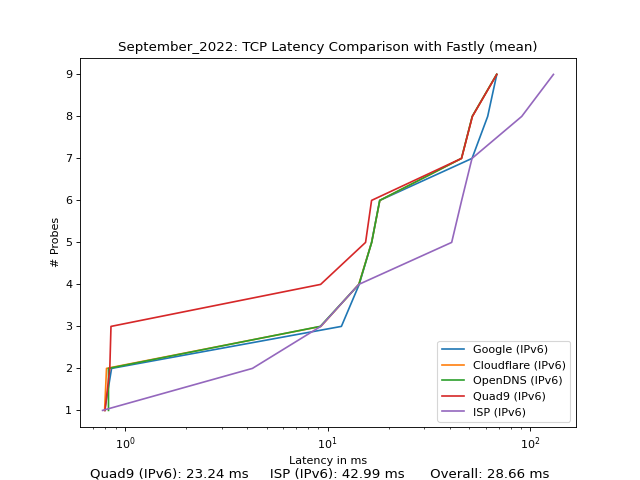 September_2022: TCP Latency Comparison with Fastly (mean)
# Probes
9
8
7
6
5
4
3
2
1
Google (IPv6)
Cloudflare (IPv6)
OpenDNS (IPv6)
Quad9 (IPv6)
ISP (IPv6)
10⁰ 10¹ 10²
Latency in ms
Quad9 (IPv6): 23.24 ms ISP (IPv6): 42.99 ms Overall: 28.66 ms